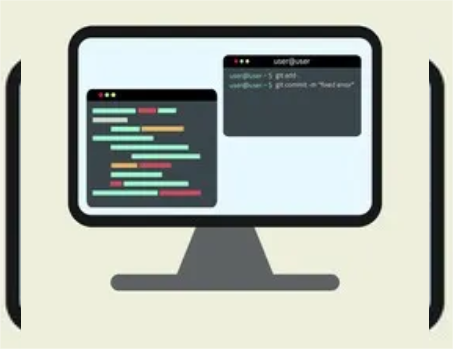 user@user
user@user ~ $ git add .
user@user ~ $ git commit -m "fixed error"